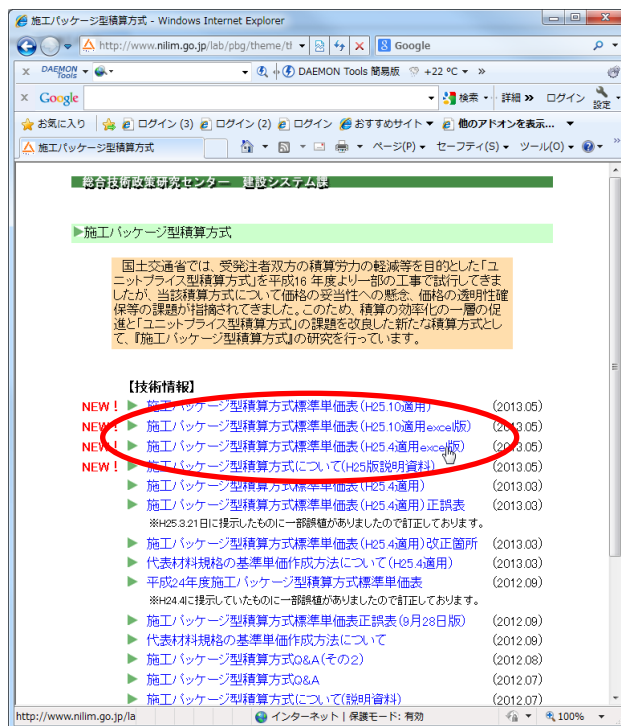 施工パッケージ型積算方式 - Windows Internet Explorer
http://www.nilim.go.jp/lab/pbg/theme/tl
Google
DAEMON Tools
DAEMON Tools 簡易版 +22 ℃
Google 検索 詳細 ログイン 設定
お気に入り ログイン (3) ログイン (2) ログイン おすすめサイト 他のアドオンを表示...
施工パッケージ型積算方式 ページ(P) セーフティ(S) ツール(O)
総合技術政策研究センター 建設システム課
施工パッケージ型積算方式
国土交通省では、受発注者双方の積算労力の軽減等を目的とした「ユ
ニットプライス型積算方式」を平成16 年度より一部の工事で試行してきま
したが、当該積算方式について価格の妥当性への懸念、価格の透明性確
保等の課題が指摘されてきました。このため、積算の効率化の一層の促
進と「ユニットプライス型積算方式」の課題を改良した新たな積算方式とし
て、『施工パッケージ型積算方式』の研究を行っています。
【技術情報】
NEW！ 施工パッケージ型積算方式標準単価表(H25.10適用) (2013.05)
NEW！ 施工パッケージ型積算方式標準単価表(H25.10適用excel版) (2013.05)
NEW！ 施工パッケージ型積算方式標準単価表(H25.4適用excel版) (2013.05)
NEW！ 施工パッケージ型積算方式について(H25版説明資料) (2013.05)
施工パッケージ型積算方式標準単価表(H25.4適用) (2013.03)
施工パッケージ型積算方式標準単価表(H25.4適用)正誤表 (2013.03)
※H25.3.21日に提示したものに一部誤値がありましたので訂正しております。
施工パッケージ型積算方式標準単価表(H25.4適用)改正箇所 (2013.03)
代表材料規格の基準単価作成方法について(H25.4適用) (2013.03)
平成24年度施工パッケージ型積算方式標準単価表 (2012.09)
※H24.4に提示していたものに一部誤値がありましたので訂正しております。
施工パッケージ型積算方式標準単価表正誤表(9月28日版) (2012.09)
代表材料規格の基準単価作成方法について (2012.09)
施工パッケージ型積算方式Q&A(その2) (2012.08)
施工パッケージ型積算方式Q&A (2012.07)
施工パッケージ型積算方式について(説明資料) (2012.07)
http://www.nilim.go.jp/la インターネット | 保護モード: 有効 100%